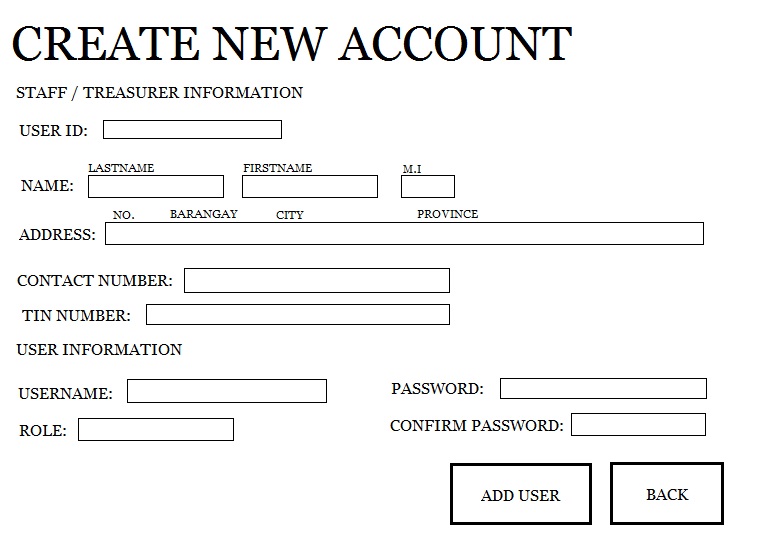 CREATE NEW ACCOUNT
STAFF / TREASURER INFORMATION
USER ID:
LASTNAME FIRSTNAME M.I
NAME:
NO. BARANGAY CITY PROVINCE
ADDRESS:
CONTACT NUMBER:
TIN NUMBER:
USER INFORMATION
USERNAME: PASSWORD:
ROLE: CONFIRM PASSWORD:
ADD USER BACK